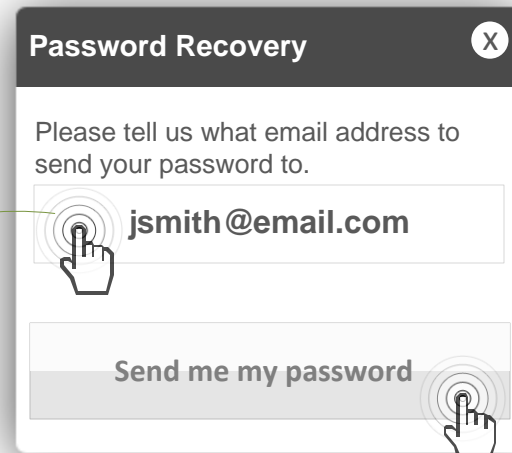 Password Recovery X
Please tell us what email address to
send your password to.
jsmith@email.com
Send me my password